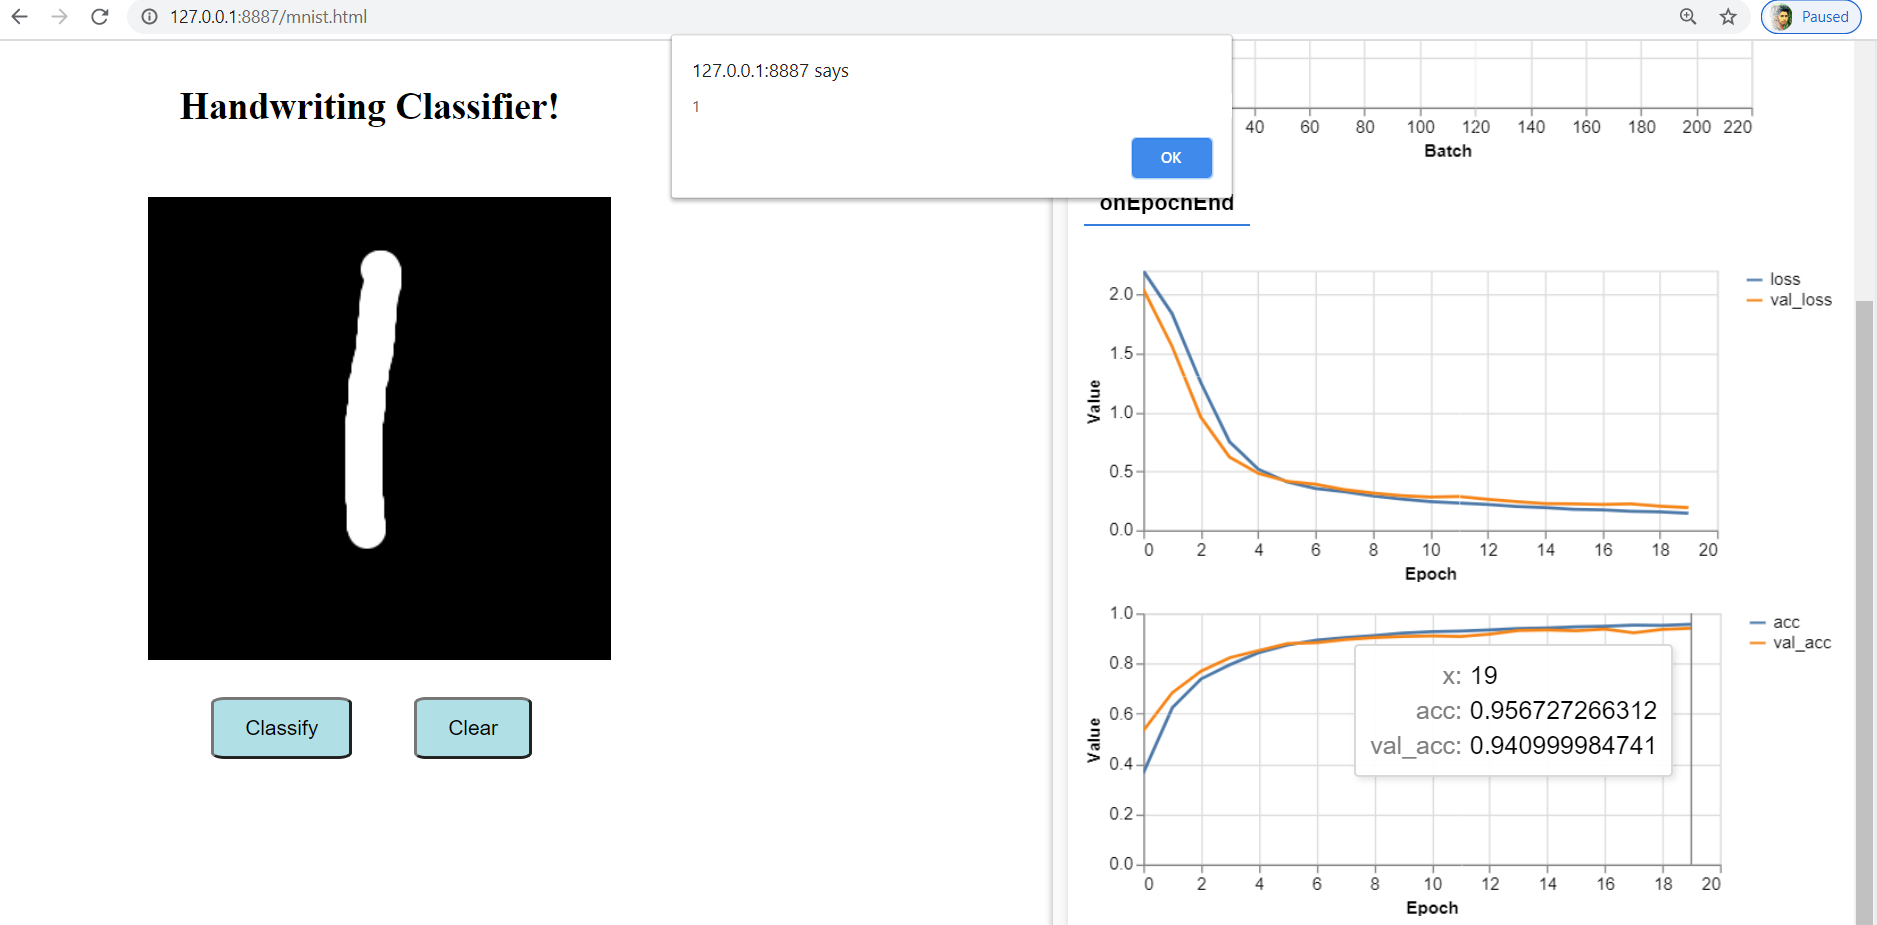 127.0.0.1:8887/mnist.html
Paused
127.0.0.1:8887 says
1
OK
Handwriting Classifier!
1
Classify
Clear
40 60 80 100 120 140 160 180 200 220
Batch
onEpochEnd
2.0
1.5
1.0
0.5
0.0
Value
0 2 4 6 8 10 12 14 16 18 20
Epoch
loss
val_loss
1.0
0.8
0.6
0.4
0.2
0.0
Value
0 2 4 6 8 10 12 14 16 18 20
Epoch
acc
val_acc
x: 19
acc: 0.956727266312
val_acc: 0.940999984741